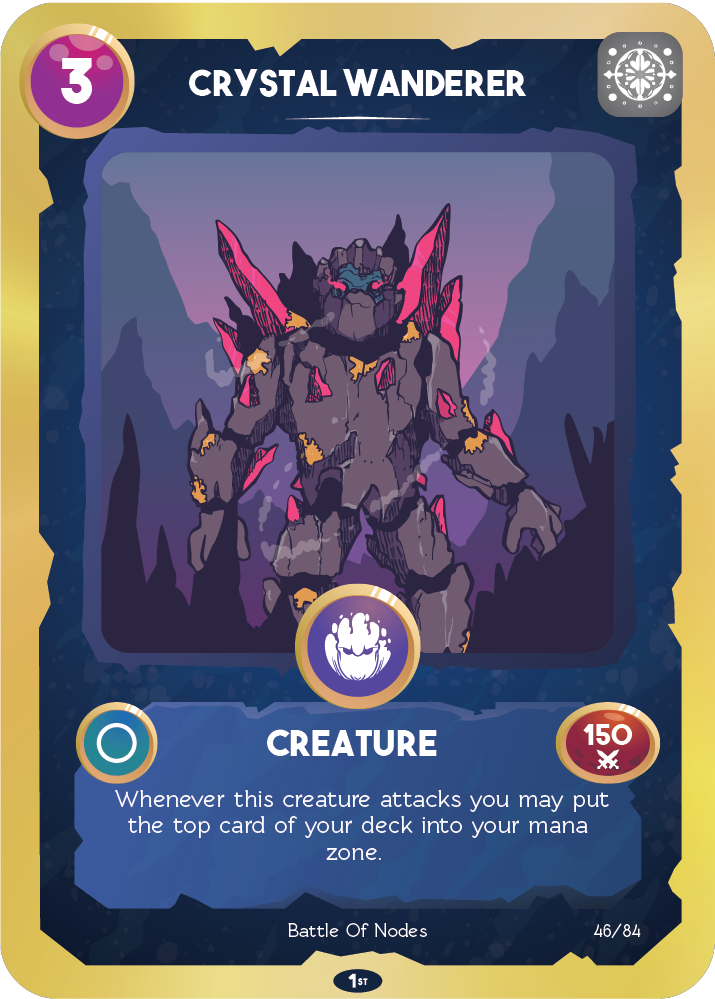 3
CRYSTAL WANDERER
CREATURE
150
Whenever this creature attacks you may put
the top card of your deck into your mana
zone.
Battle Of Nodes
46/84
1ST